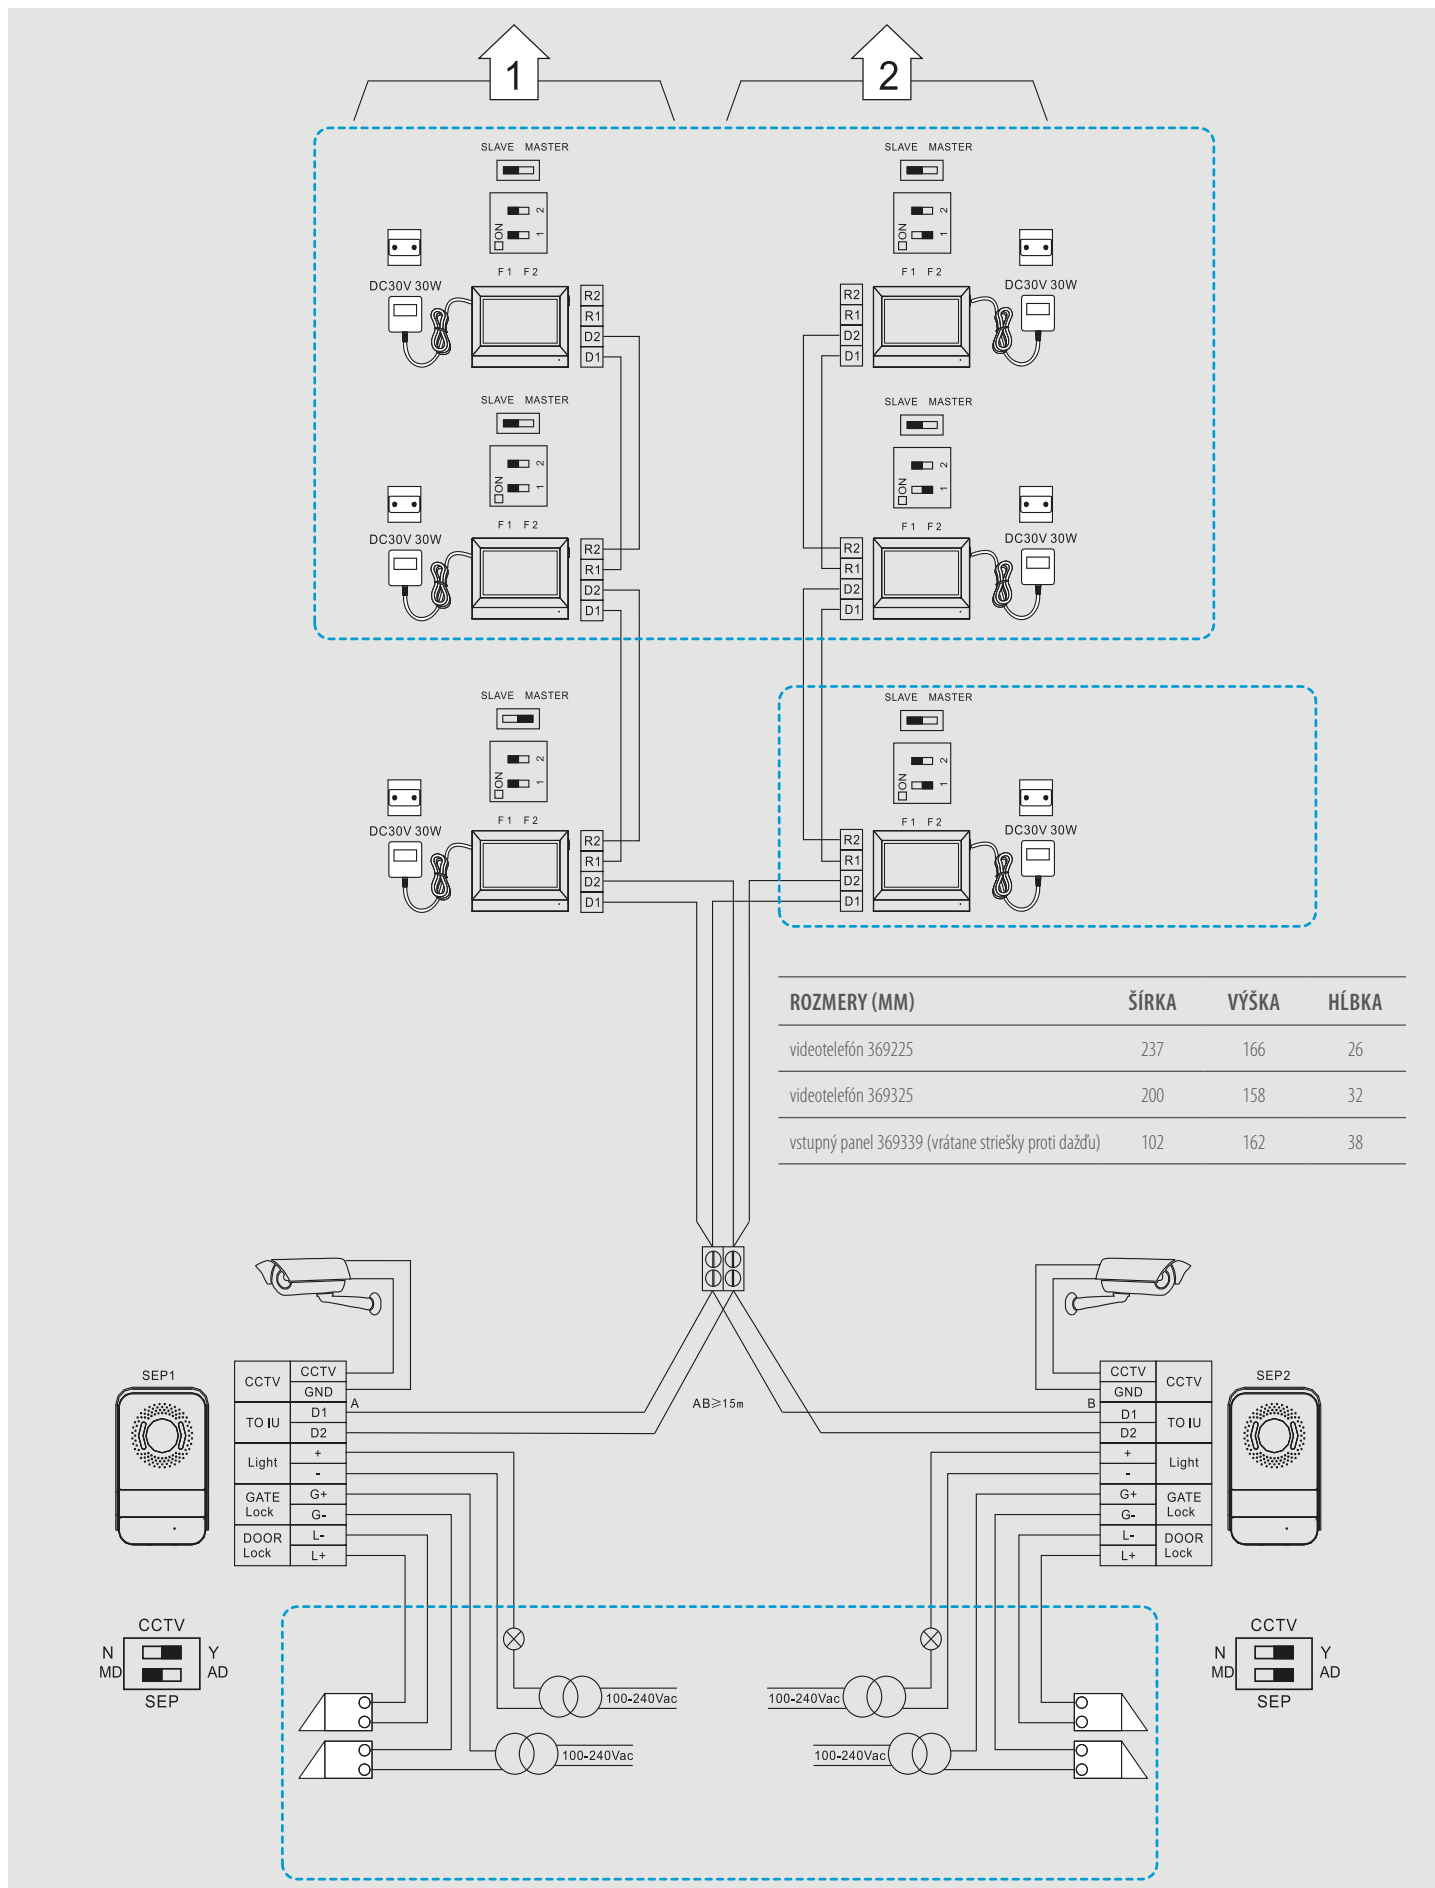 1 2
SLAVE MASTER SLAVE MASTER
2 2
ON 1 ON 1
F1 F2 F1 F2
DC30V 30W DC30V 30W
R2 R2
R1 R1
D2 D2
D1 D1
SLAVE MASTER SLAVE MASTER
2 2
ON 1 ON 1
F1 F2 F1 F2
DC30V 30W DC30V 30W
R2 R2
R1 R1
D2 D2
D1 D1
SLAVE MASTER SLAVE MASTER
2 2
ON 1 ON 1
F1 F2 F1 F2
DC30V 30W DC30V 30W
R2 R2
R1 R1
D2 D2
D1 D1
ROZMERY (MM) ŠÍRKA VÝŠKA HĹBKA
videotelefón 369225 237 166 26
videotelefón 369325 200 158 32
vstupný panel 369339 (vrátane striešky proti dažďu) 102 162 38
SEP1 CCTV CCTV CCTV CCTV SEP2
GND GND
A AB≥15m B
TO IU D1 D1 TO IU
D2 D2
Light + + Light
- -
GATE Lock G+ G+ GATE Lock
G- G-
DOOR Lock L- L- DOOR Lock
L+ L+
CCTV CCTV
N Y N Y
MD AD MD AD
SEP SEP
100-240Vac 100-240Vac
100-240Vac 100-240Vac